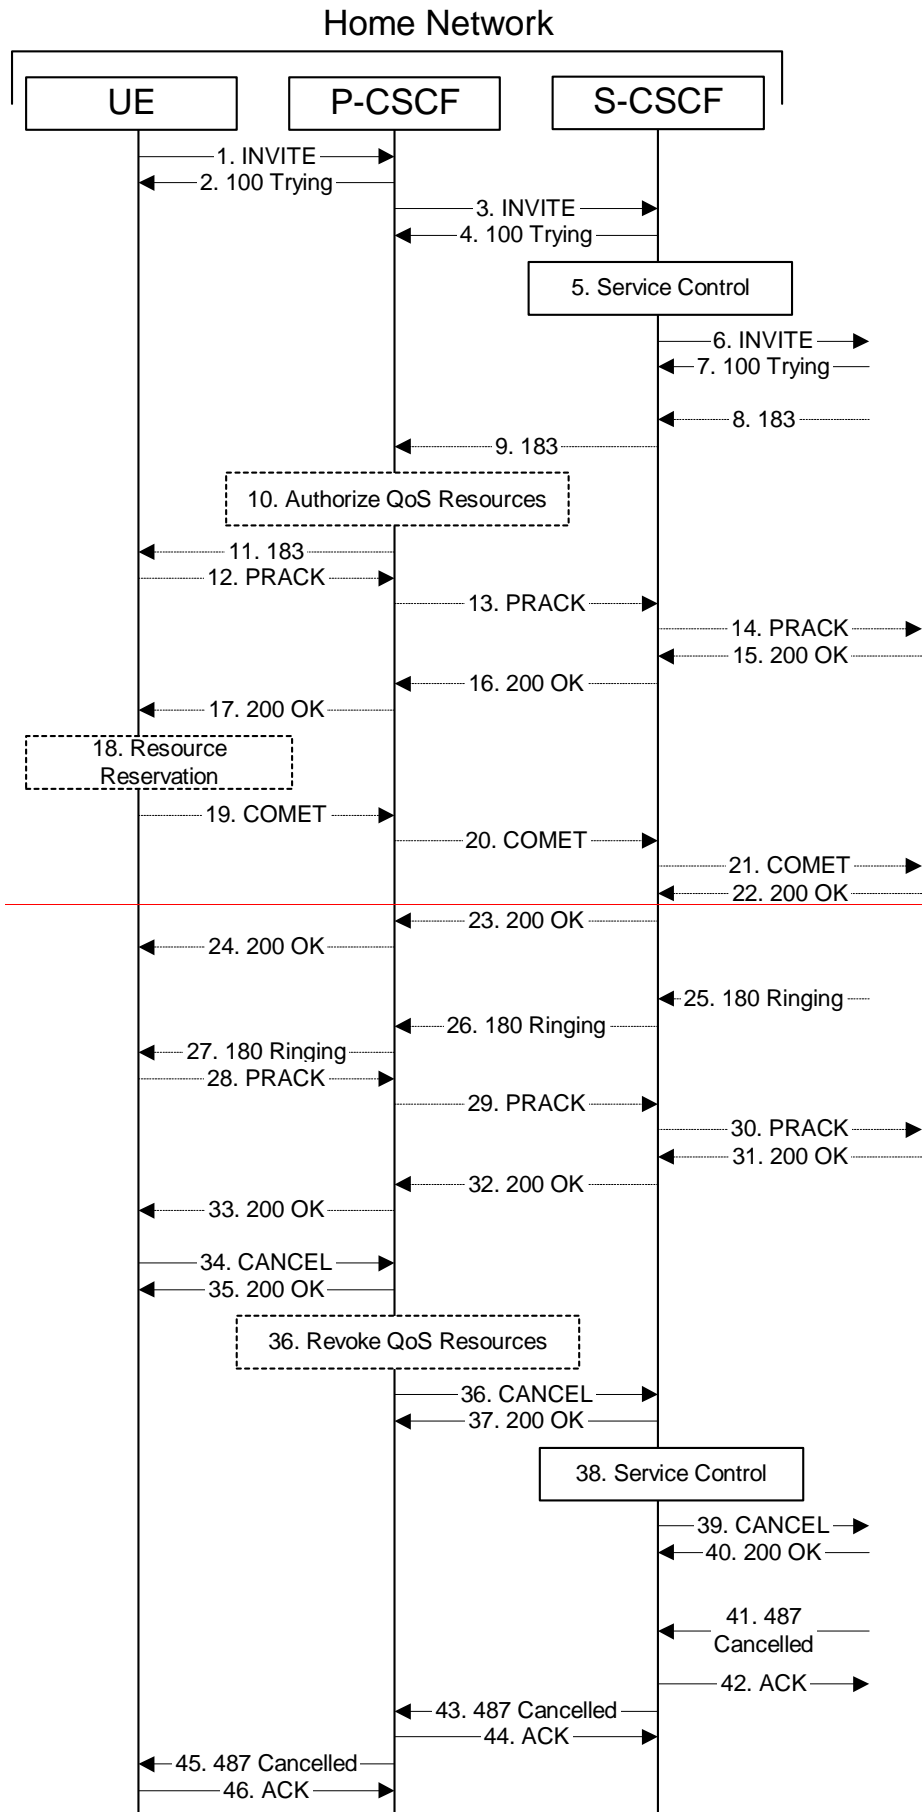 Home Network
UE
P-CSCF
S-CSCF
1. INVITE
2. 100 Trying
3. INVITE
4. 100 Trying
5. Service Control
6. INVITE
7. 100 Trying
8. 183
9. 183
10. Authorize QoS Resources
11. 183
12. PRACK
13. PRACK
14. PRACK
15. 200 OK
16. 200 OK
17. 200 OK
18. Resource
Reservation
19. COMET
20. COMET
21. COMET
22. 200 OK
23. 200 OK
24. 200 OK
25. 180 Ringing
26. 180 Ringing
27. 180 Ringing
28. PRACK
29. PRACK
30. PRACK
31. 200 OK
32. 200 OK
33. 200 OK
34. CANCEL
35. 200 OK
36. Revoke QoS Resources
36. CANCEL
37. 200 OK
38. Service Control
39. CANCEL
40. 200 OK
41. 487
Cancelled
42. ACK
43. 487 Cancelled
44. ACK
45. 487 Cancelled
46. ACK